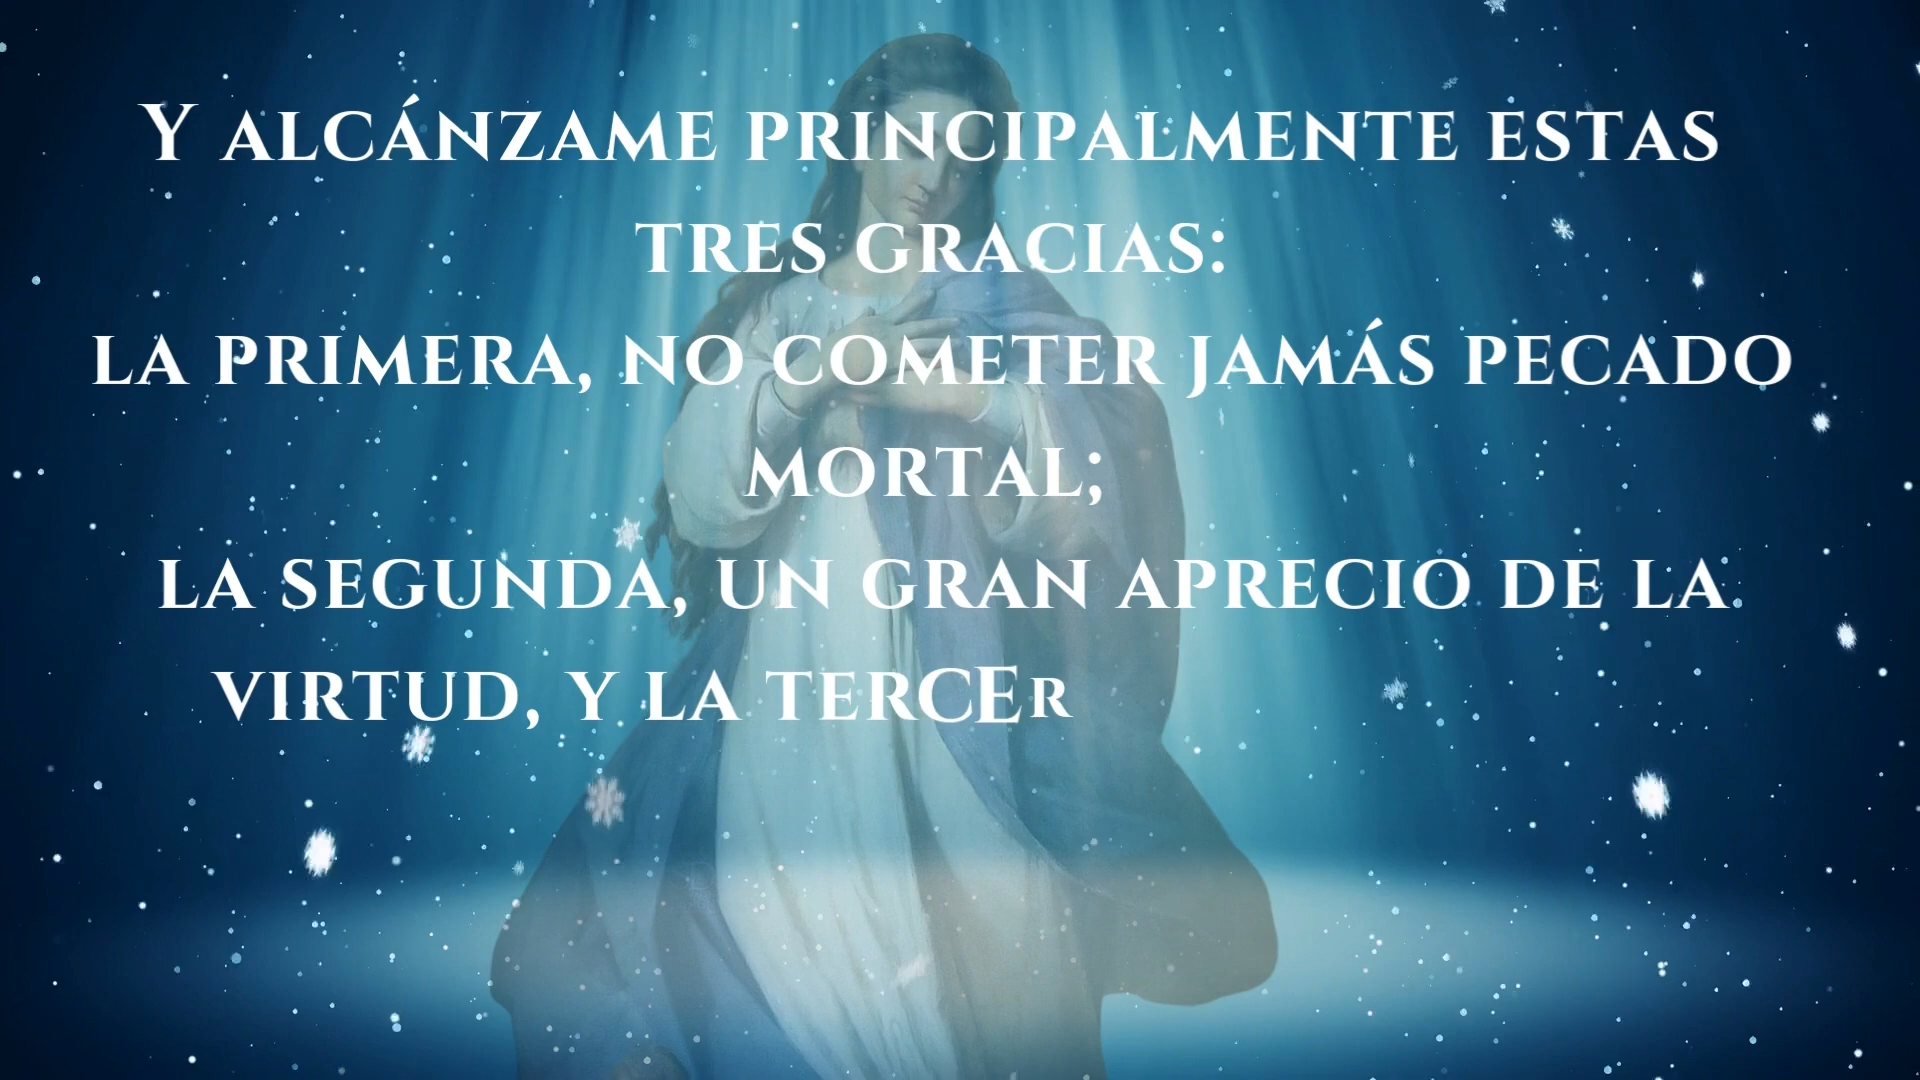 Y ALCÁNZAME PRINCIPALMENTE ESTAS
TRES GRACIAS:
LA PRIMERA, NO COMETER JAMÁS PECADO
MORTAL;
LA SEGUNDA, UN GRAN APRECIO DE LA
VIRTUD, Y LA TERCER